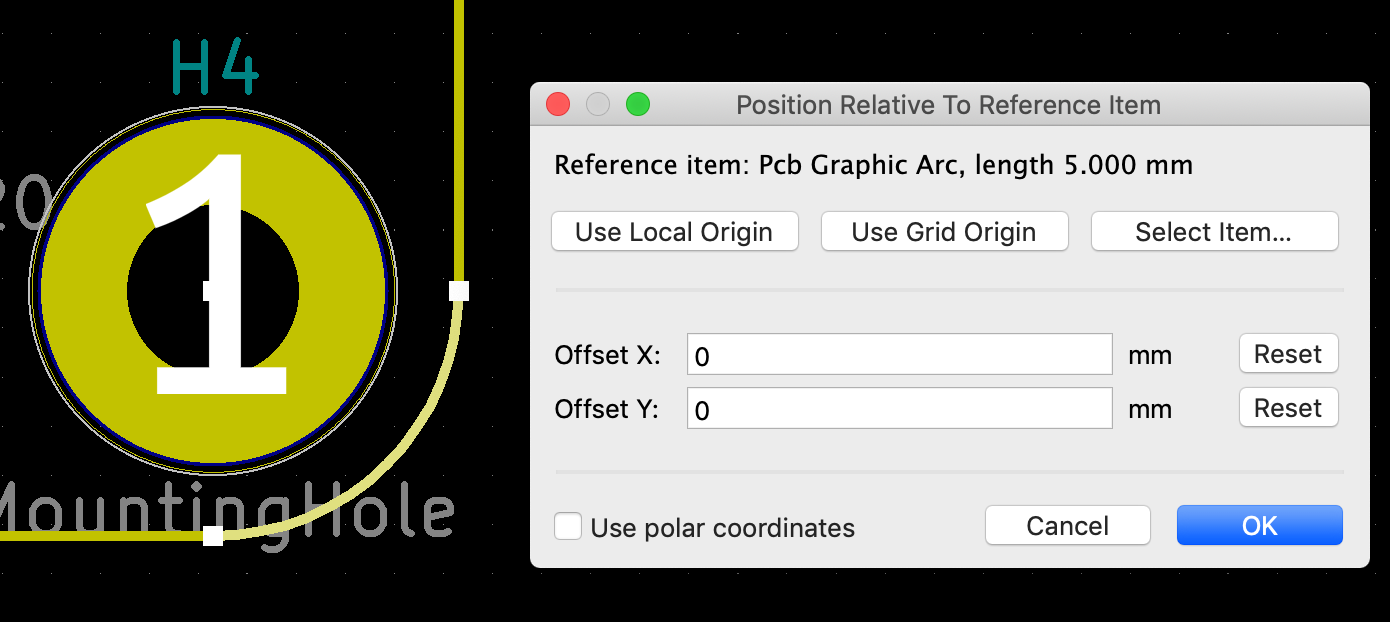 H4
Position Relative To Reference Item
Reference item: Pcb Graphic Arc, length 5.000 mm
20
1
Use Local Origin
Use Grid Origin
Select Item...
Offset X:
0
mm
Reset
Offset Y:
0
mm
Reset
MountingHole
Use polar coordinates
Cancel
OK